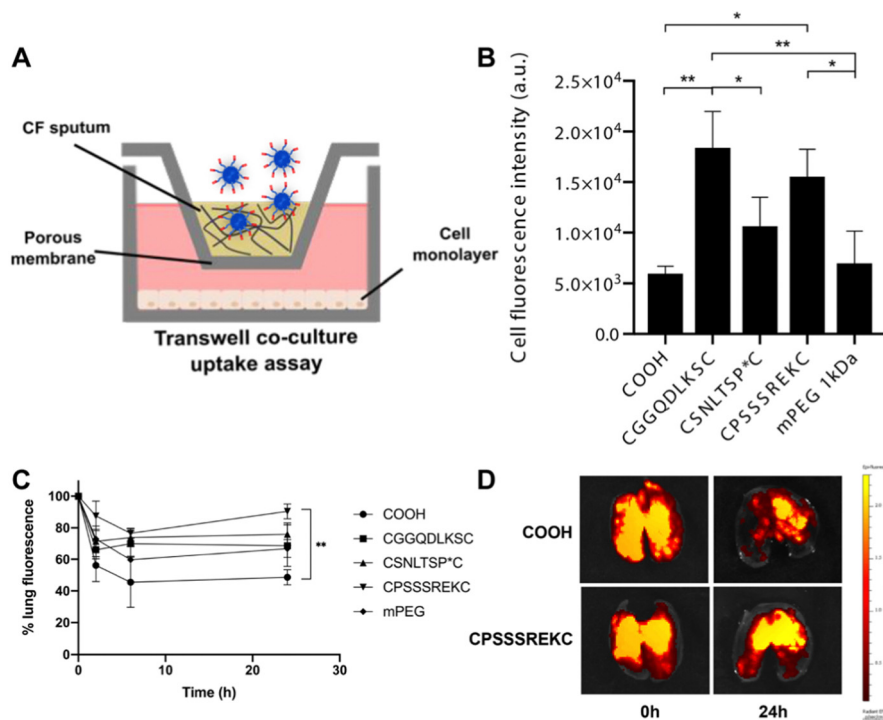 A
CF sputum
Porous
membrane
Cell
monolayer
Transwell co-culture
uptake assay
B
Cell fluorescence intensity (a.u.)
2.5×10⁴
2.0×10⁴
1.5×10⁴
1.0×10⁴
5.0×10³
0.0
*
**
**
*
*
COOH
CGGQDLKSC
CSNLTSP*C
CPSSSREKC
mPEG 1kDa
C
% lung fluorescence
100
80
60
40
20
0
0
10
20
30
Time (h)
**
COOH
CGGQDLKSC
CSNLTSP*C
CPSSSREKC
mPEG
D
COOH
CPSSSREKC
0h
24h